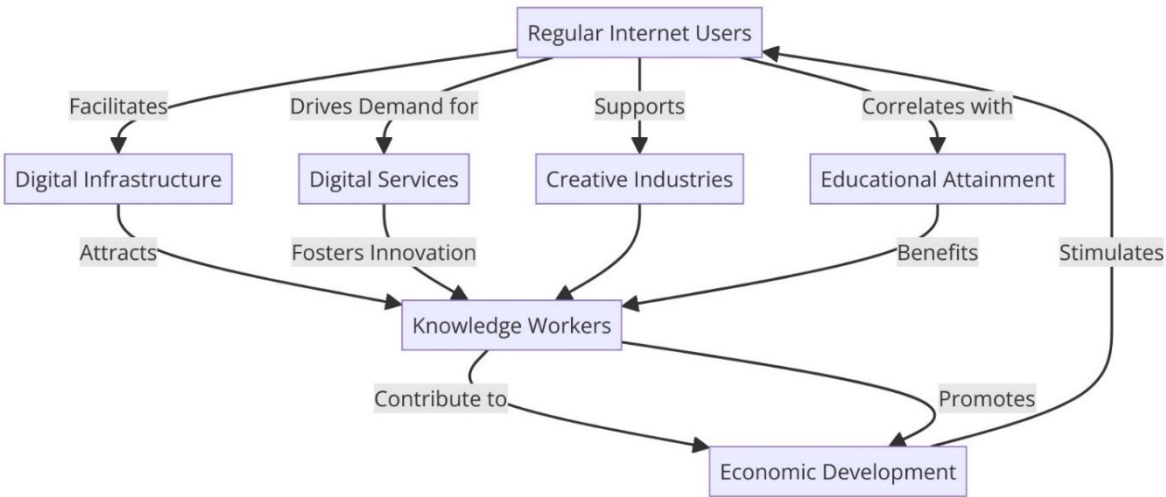 Regular Internet Users
Facilitates
Drives Demand for
Supports
Correlates with
Digital Infrastructure
Digital Services
Creative Industries
Educational Attainment
Attracts
Fosters Innovation
Benefits
Stimulates
Knowledge Workers
Contribute to
Promotes
Economic Development